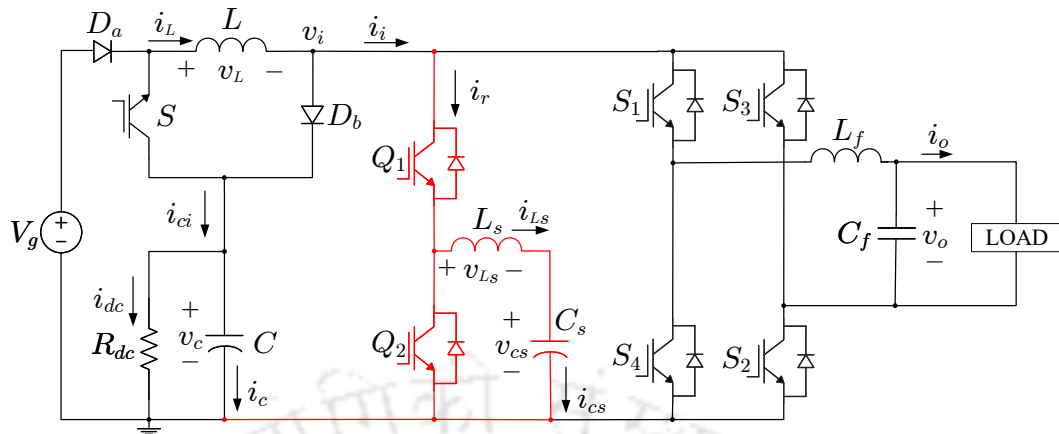 D_a
i_L
L
v_i
i_i
+ v_L −
S
D_b
i_r
Q_1
S_1
S_3
L_f
i_o
i_ci
V_g
+
−
L_s
i_Ls
+ v_Ls −
C_f
+
v_o
−
LOAD
i_dc
R_dc
+
v_c
−
C
i_c
Q_2
+
v_cs
−
C_s
i_cs
S_4
S_2